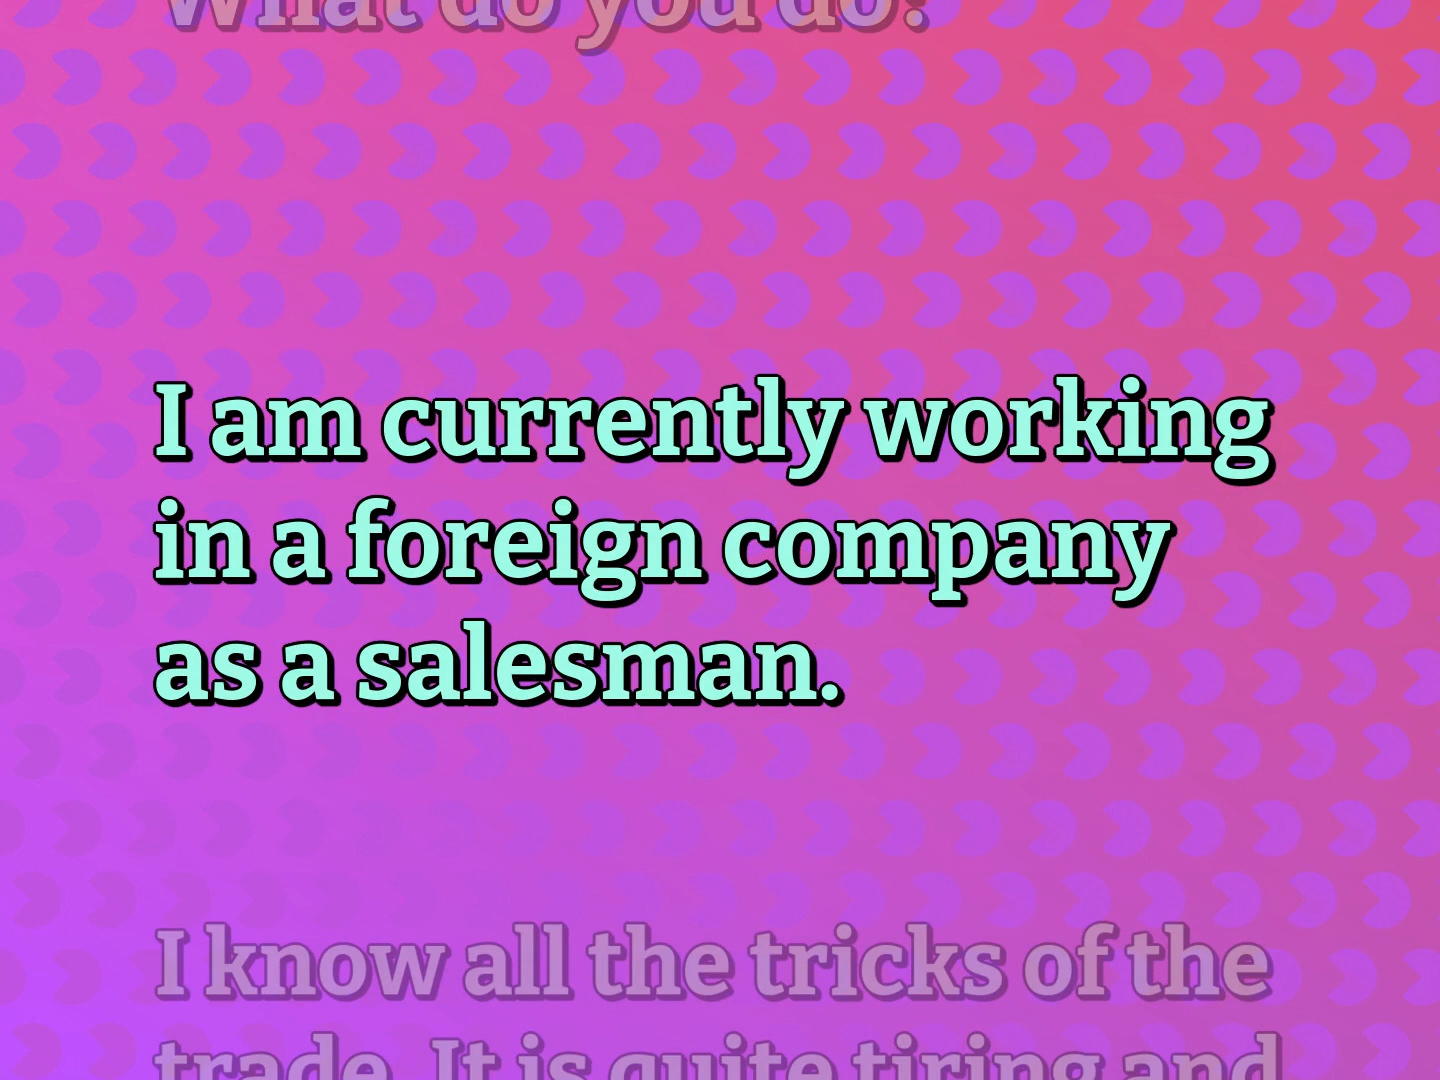 What do you do?
I am currently working
in a foreign company
as a salesman.
I know all the tricks of the
trade. It is quite tiring and